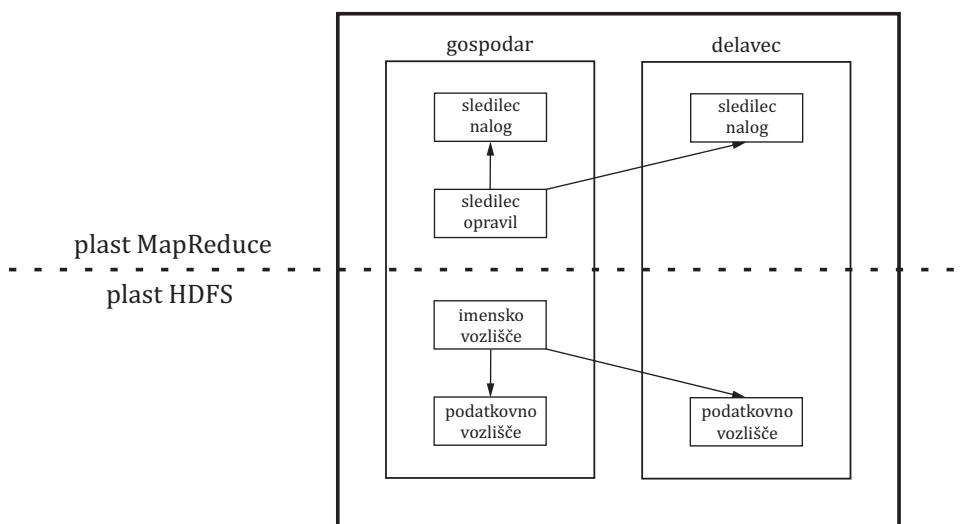 gospodar
delavec
sledilec
nalog
sledilec
nalog
sledilec
opravil
plast MapReduce
plast HDFS
imensko
vozlišče
podatkovno
vozlišče
podatkovno
vozlišče